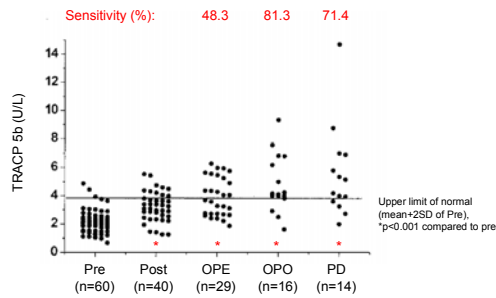 Sensitivity (%): 48.3 81.3 71.4
14
12
10
8
6
4
2
0
TRACP 5b (U/L)
Upper limit of normal
(mean+2SD of Pre),
*p<0.001 compared to pre
* * * *
Pre Post OPE OPO PD
(n=60) (n=40) (n=29) (n=16) (n=14)